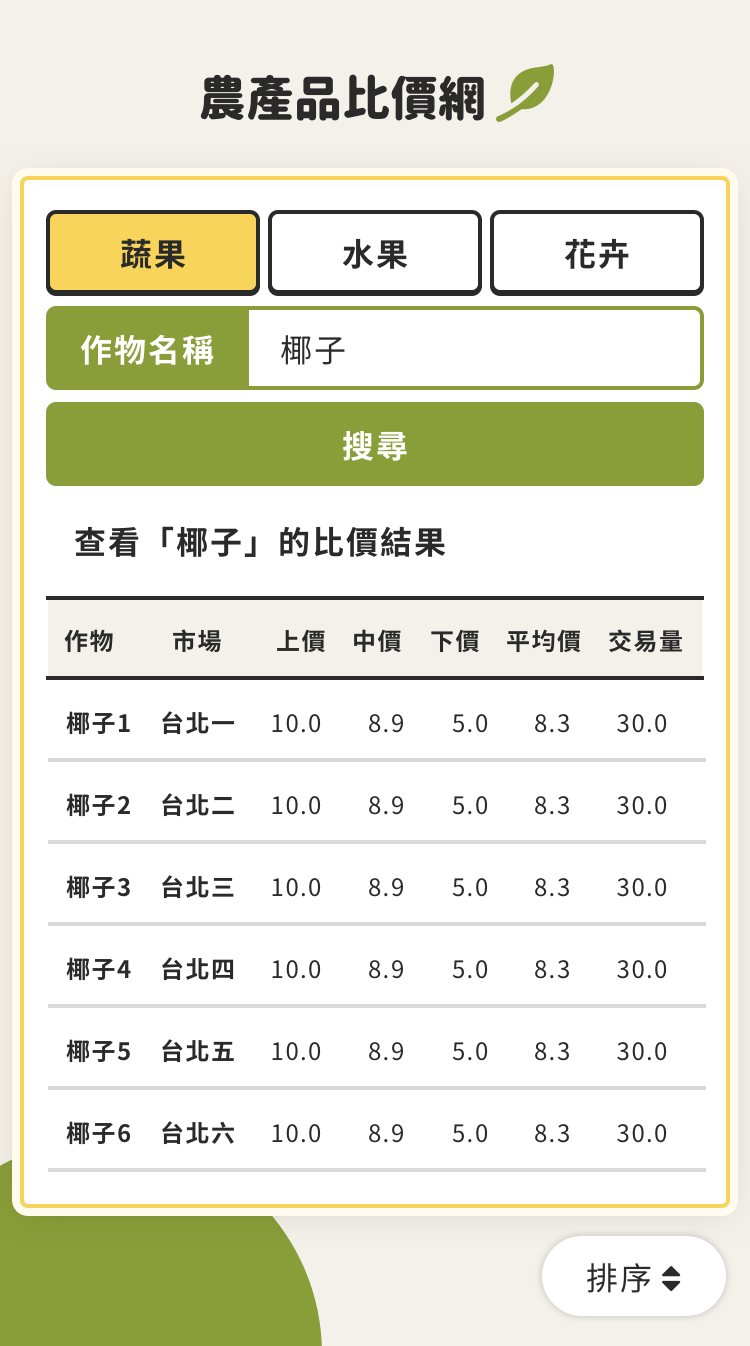 農產品比價網
蔬果 水果 花卉
作物名稱 椰子
搜尋
查看「椰子」的比價結果
作物 市場 上價 中價 下價 平均價 交易量
椰子1 台北一 10.0 8.9 5.0 8.3 30.0
椰子2 台北二 10.0 8.9 5.0 8.3 30.0
椰子3 台北三 10.0 8.9 5.0 8.3 30.0
椰子4 台北四 10.0 8.9 5.0 8.3 30.0
椰子5 台北五 10.0 8.9 5.0 8.3 30.0
椰子6 台北六 10.0 8.9 5.0 8.3 30.0
排序